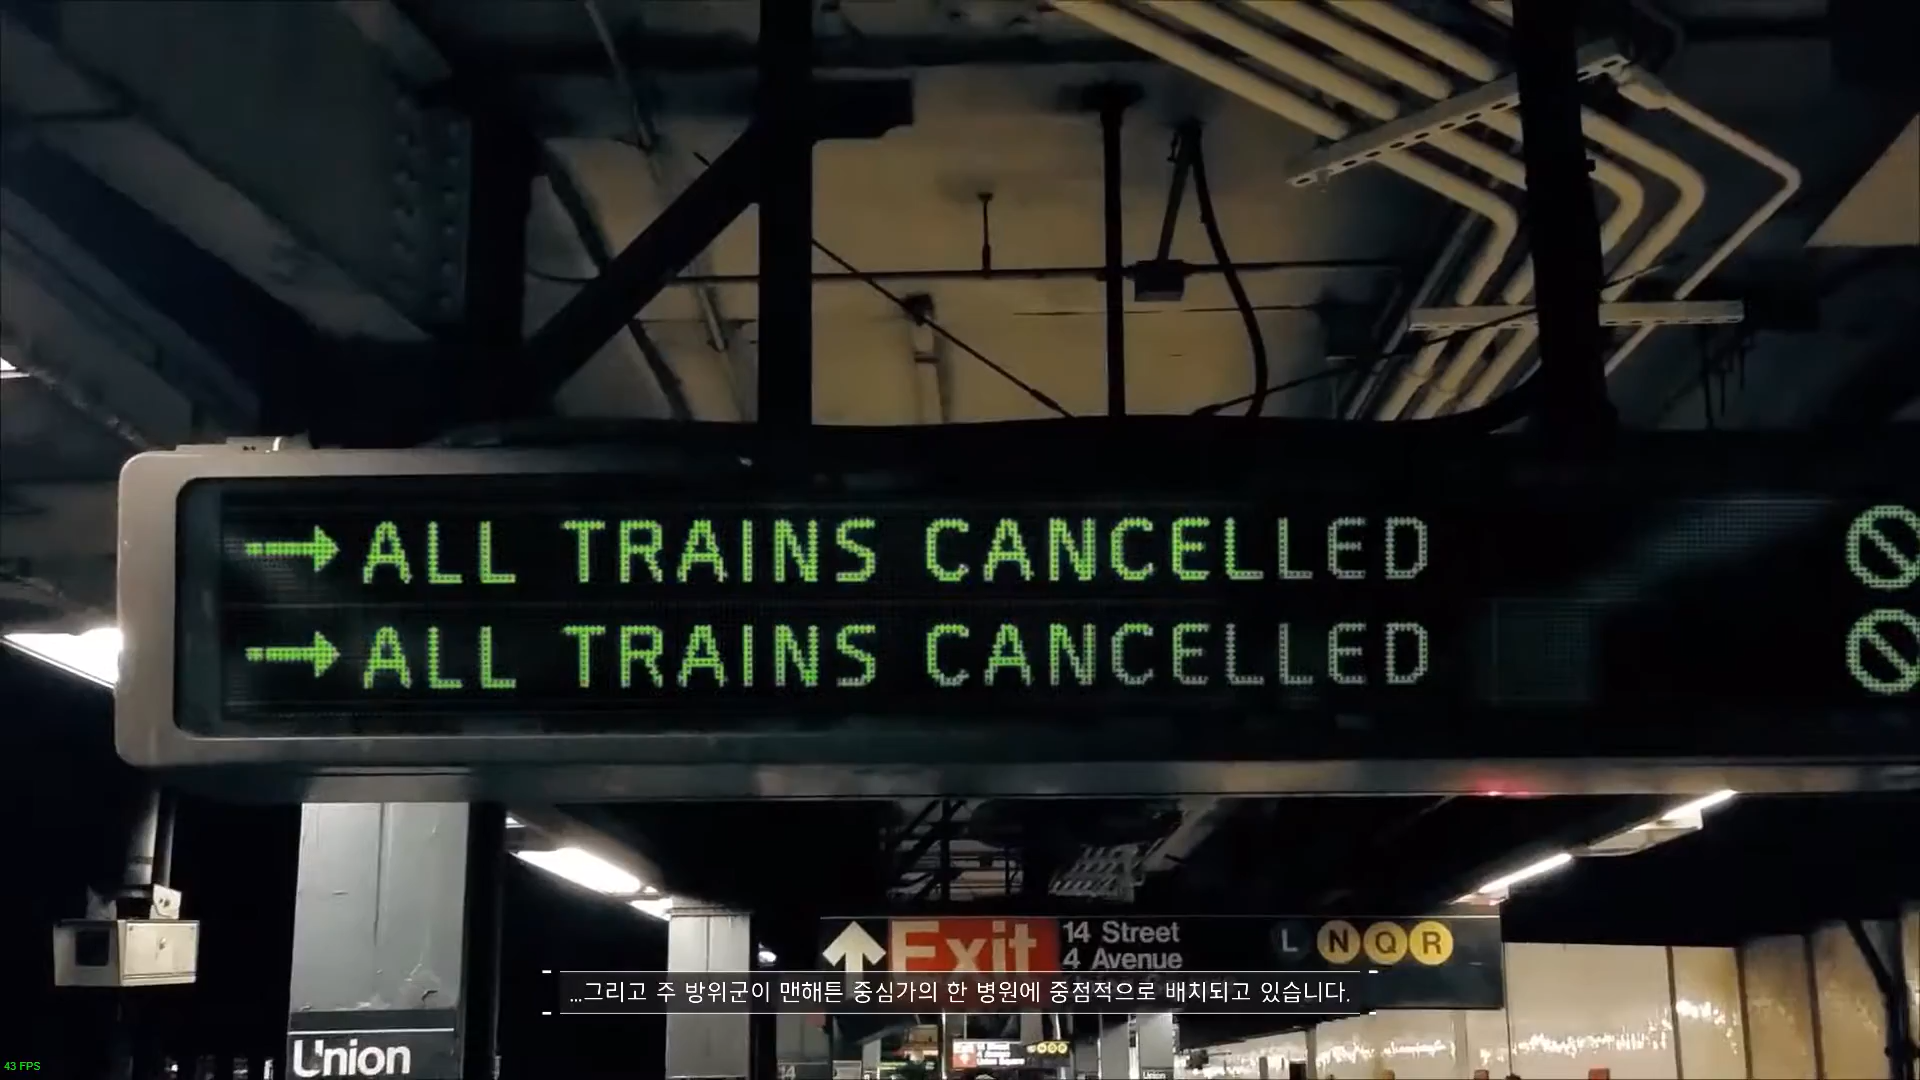 →ALL TRAINS CANCELLED
→ALL TRAINS CANCELLED
Exit
14 Street
4 Avenue
L N Q R
...그리고 주 방위군이 맨해튼 중심가의 한 병원에 중점적으로 배치되고 있습니다.
Union
43 FPS